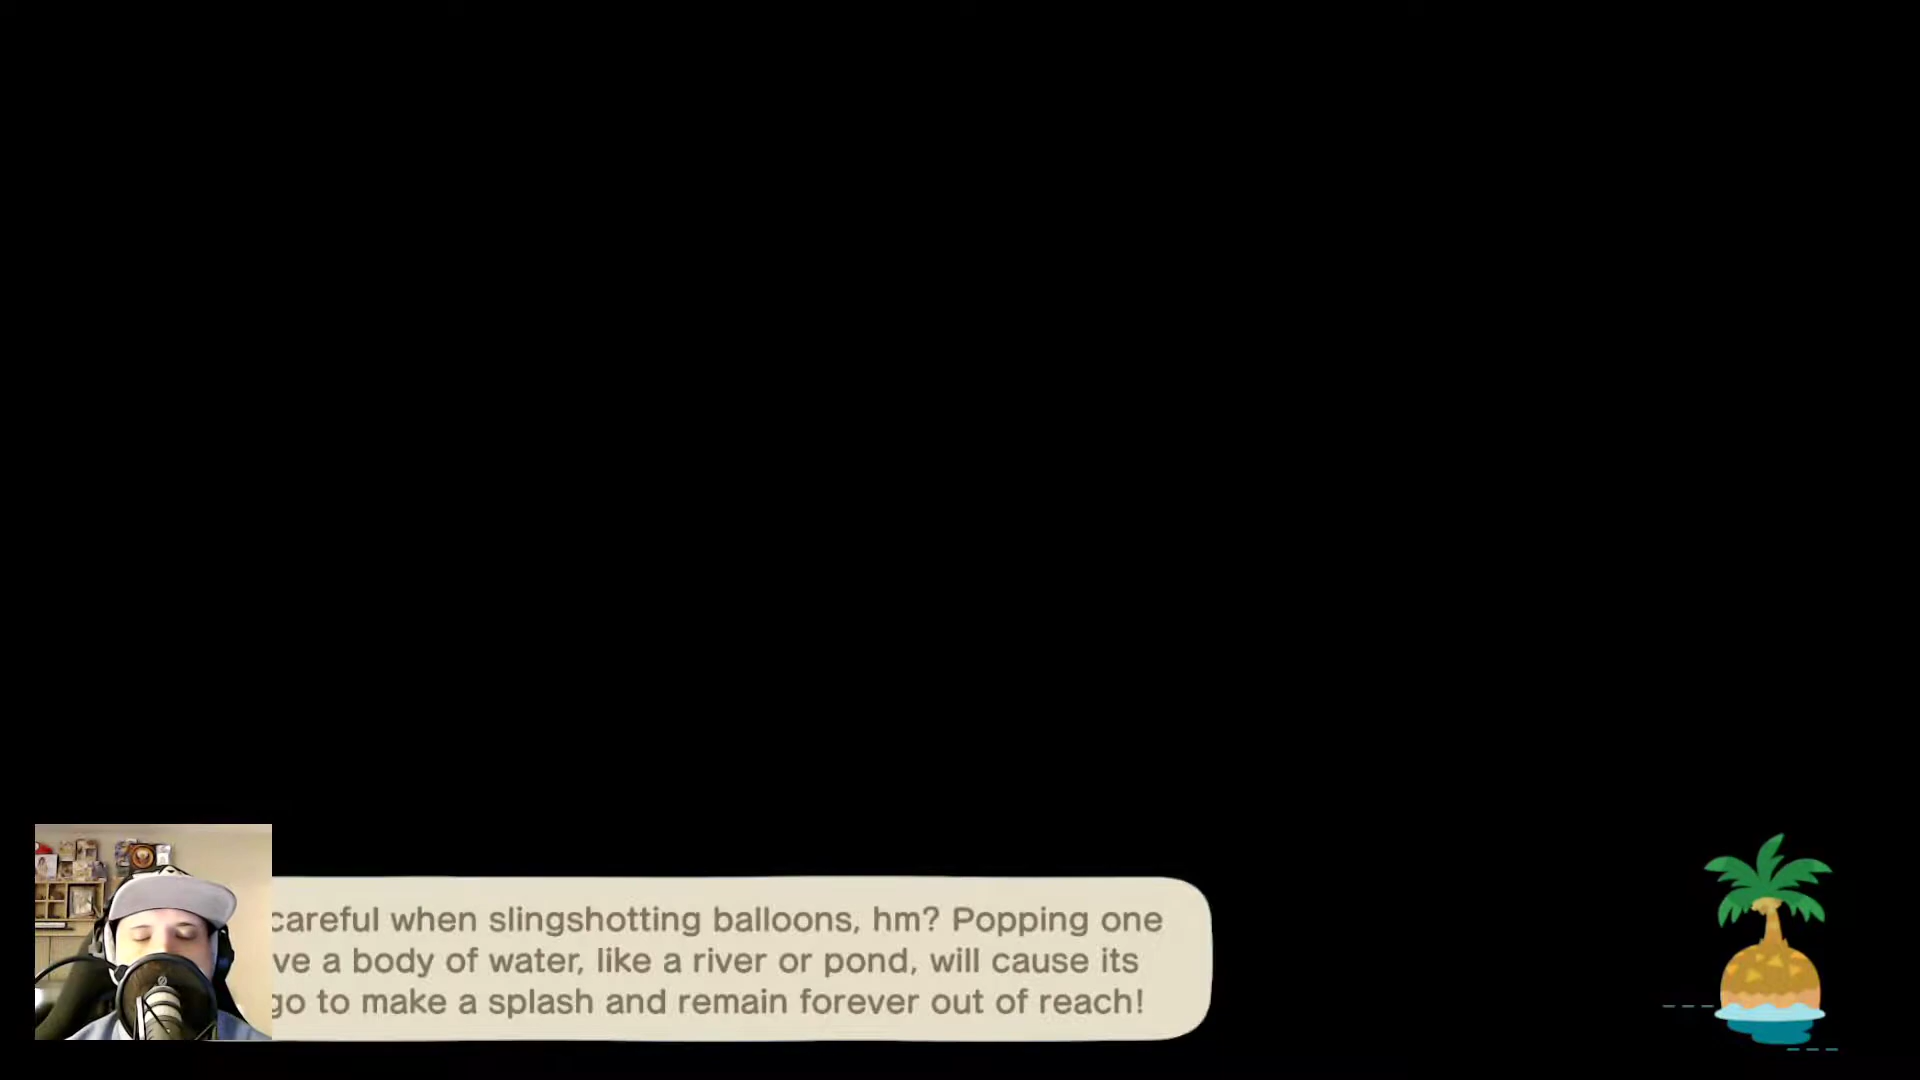 careful when slingshotting balloons, hm? Popping one
ve a body of water, like a river or pond, will cause its
go to make a splash and remain forever out of reach!